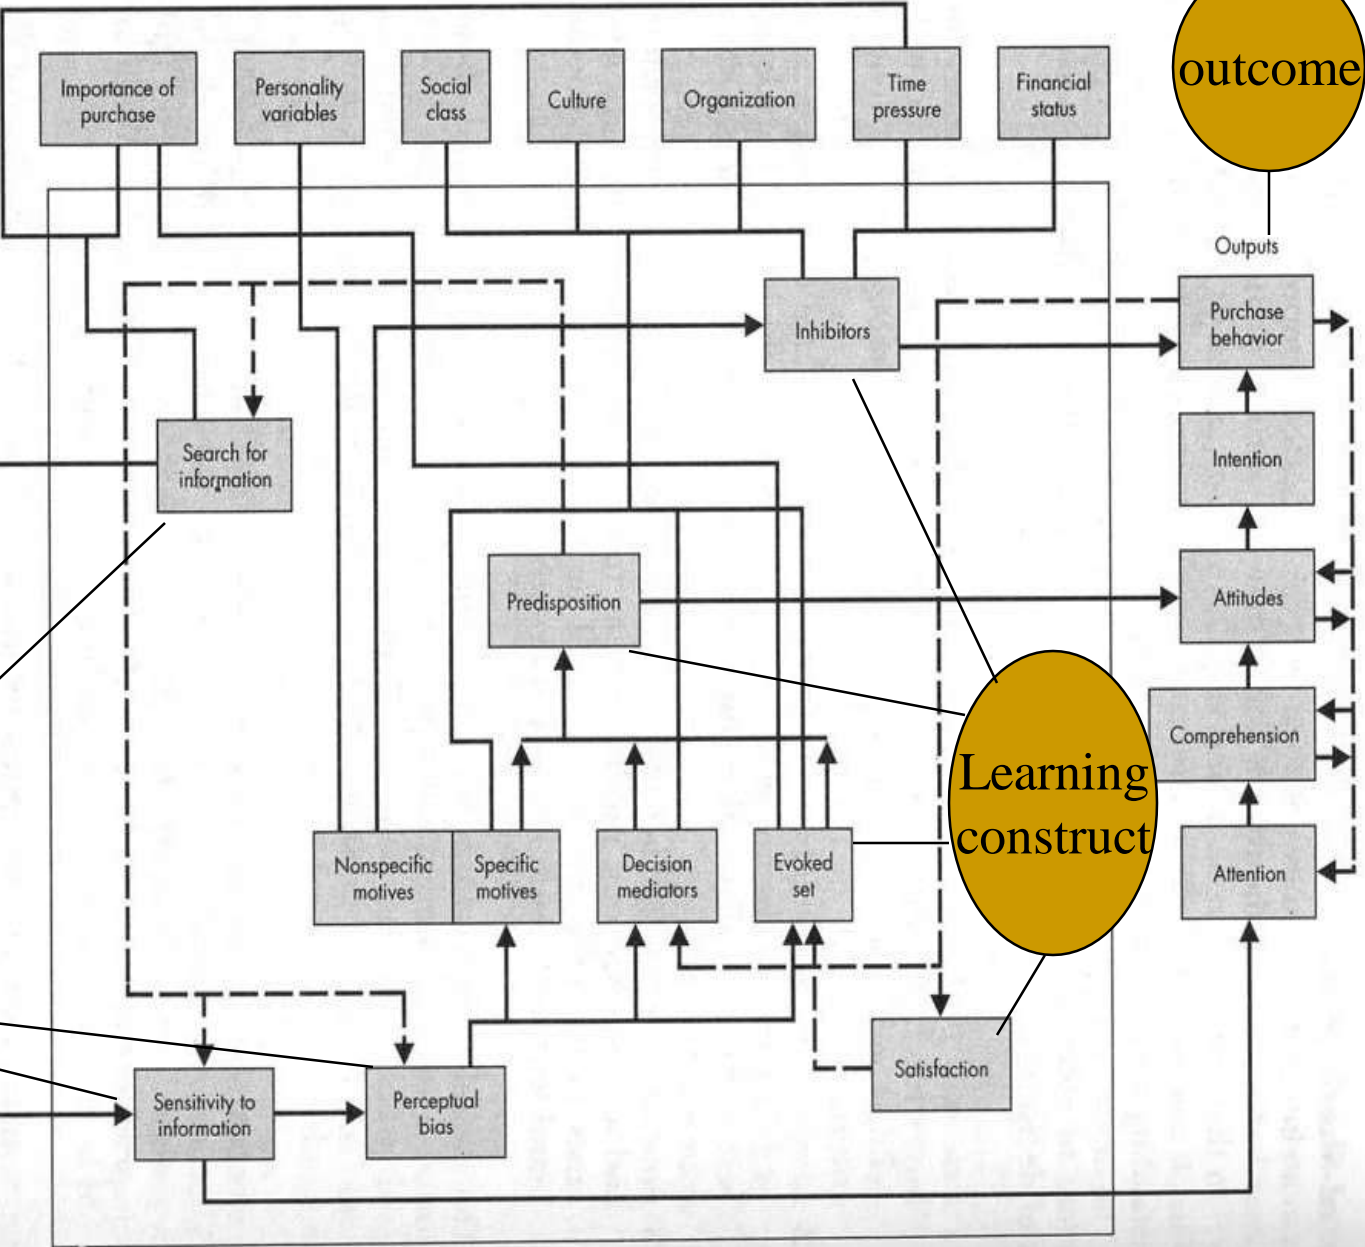 outcome
Importance of
purchase
Personality
variables
Social
class
Culture
Organization
Time
pressure
Financial
status
Outputs
Inhibitors
Purchase
behavior
Search for
information
Intention
Predisposition
Attitudes
Learning
construct
Comprehension
Nonspecific
motives
Specific
motives
Decision
mediators
Evoked
set
Attention
Satisfaction
Sensitivity to
information
Perceptual
bias